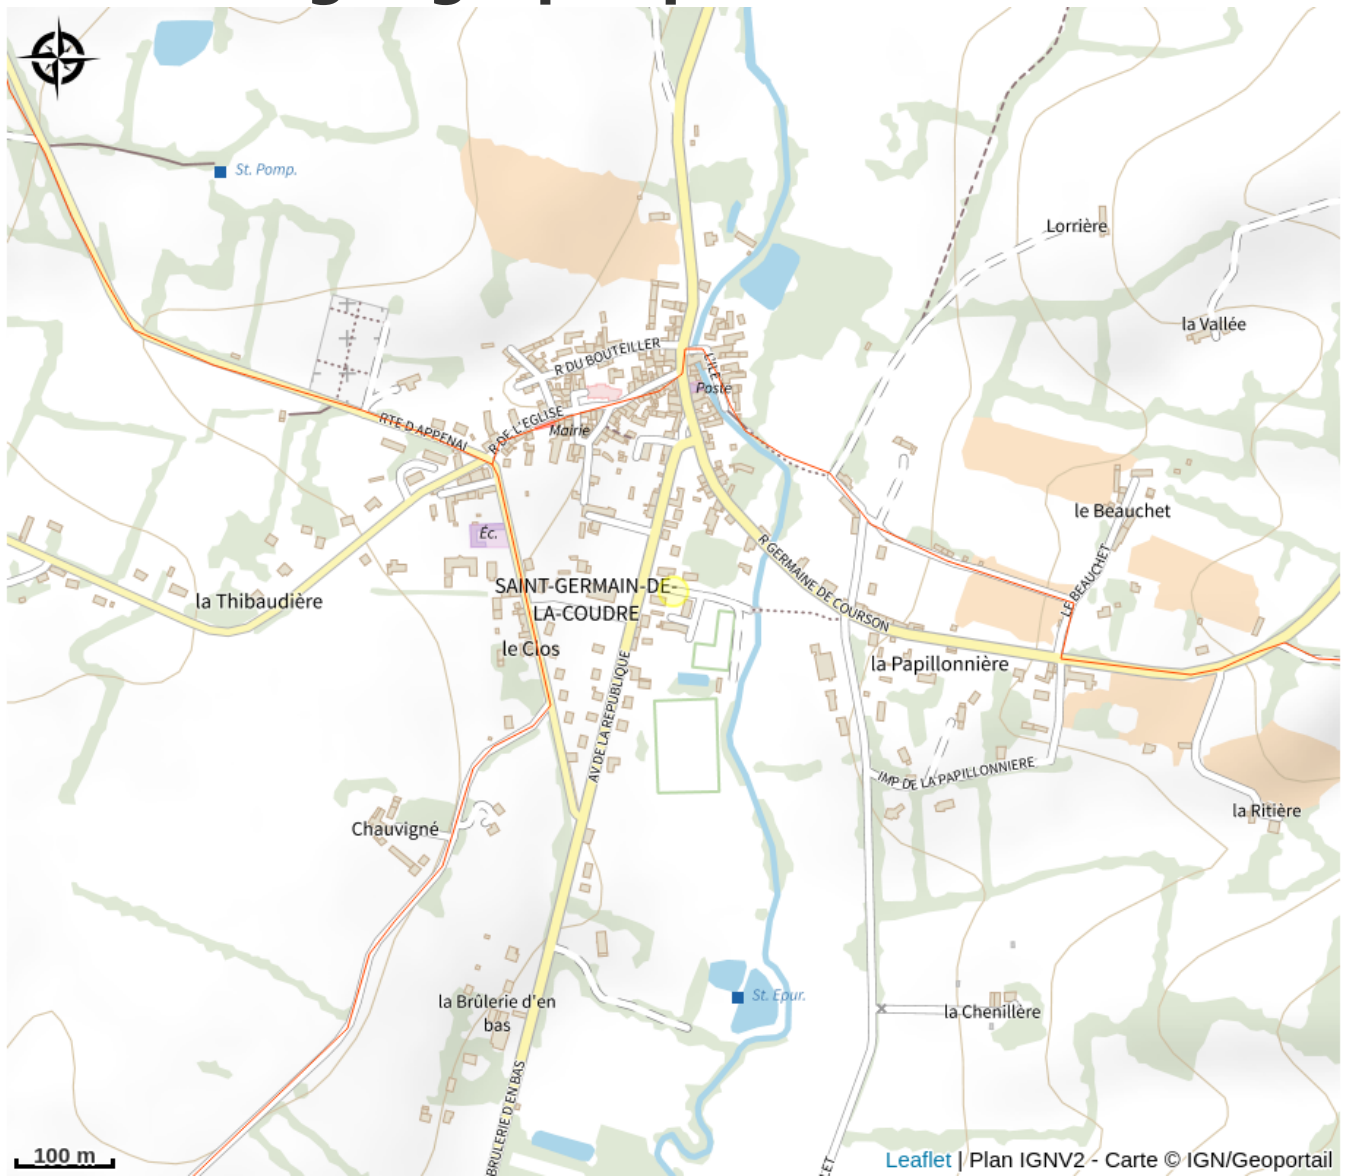 St. Pomp.
Lorrière
la Vallée
R DU BOUTEILLER
L'ILE
Poste
RTE D'APPENAI
R DE L'EGLISE
Mairie
le Beauchet
Éc.
R GERMAINE DE COURSON
LE BEAUCHET
SAINT-GERMAIN-DE-
LA-COUDRE
la Thibaudière
le Clos
la Papillonnière
AV DE LA REPUBLIQUE
IMP DE LA PAPILLONNIERE
la Ritière
Chauvigné
la Brûlerie d'en
bas
St. Epur.
la Chenillère
BRULERIE D'EN BAS
100 m
Leaflet | Plan IGNV2 - Carte © IGN/Geoportail